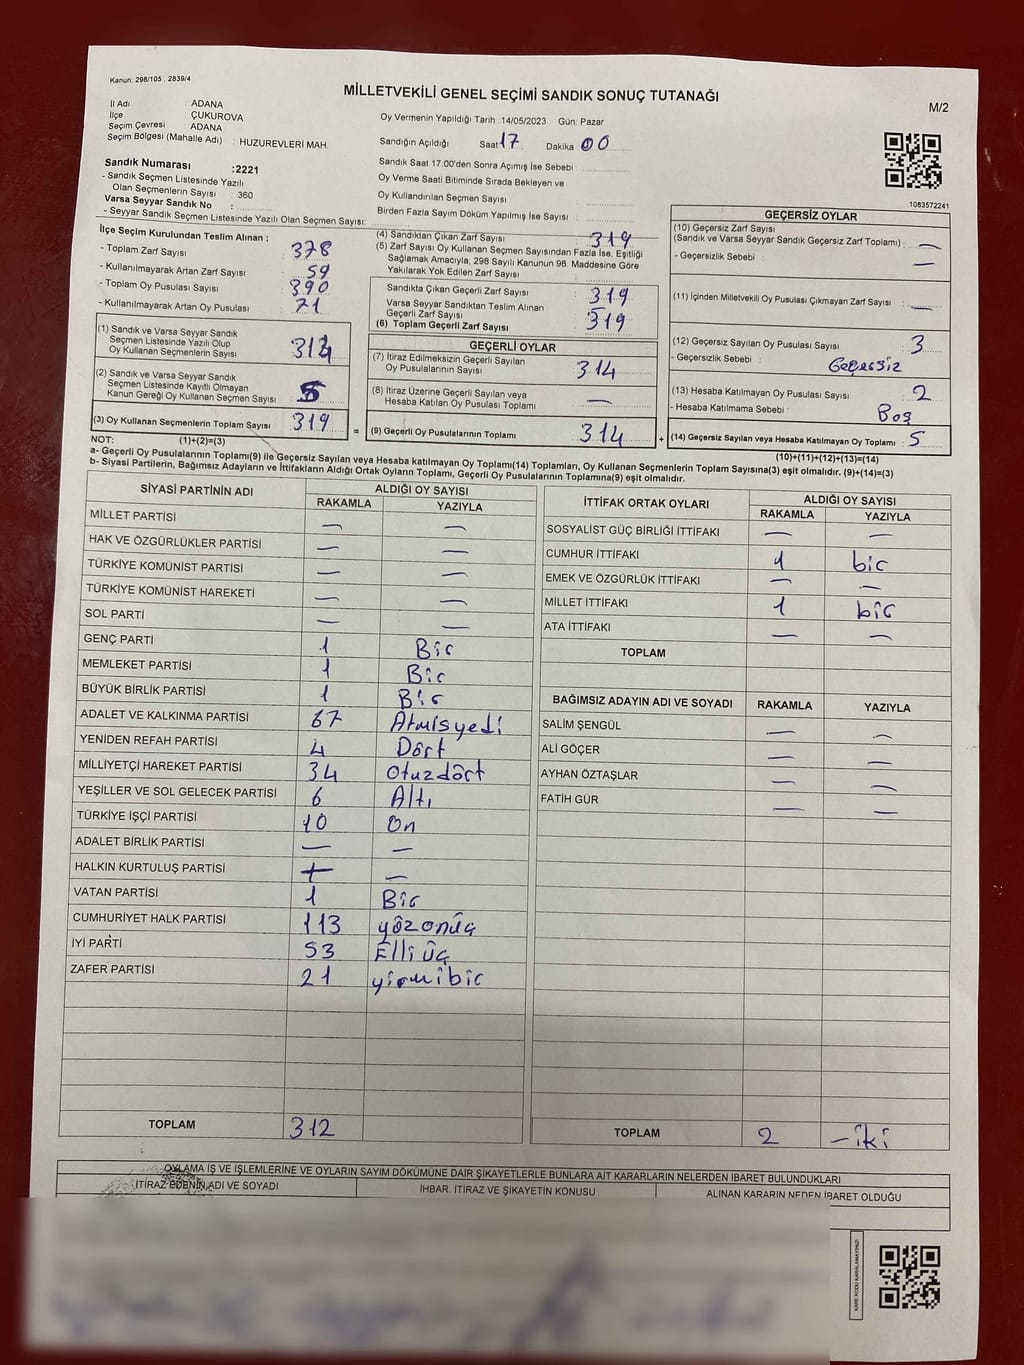 Kanun: 298/105 , 2839/4
MİLLETVEKİLİ GENEL SEÇİMİ SANDIK SONUÇ TUTANAĞI
M/2
İl Adı : ADANA
İlçe : ÇUKUROVA
Seçim Çevresi : ADANA
Seçim Bölgesi (Mahalle Adı) : HUZUREVLERİ MAH.
Sandık Numarası :2221
- Sandık Seçmen Listesinde Yazılı
Olan Seçmenlerin Sayısı : 360
Varsa Seyyar Sandık No :
- Seyyar Sandık Seçmen Listesinde Yazılı Olan Seçmen Sayısı:
Oy Vermenin Yapıldığı Tarih : 14/05/2023 Gün: Pazar
Sandığın Açıldığı Saat 17 Dakika 00
Sandık Saat 17.00'den Sonra Açımış İse Sebebi :
Oy Verme Saati Bitiminde Sırada Bekleyen ve
Oy Kullandırılan Seçmen Sayısı :
Birden Fazla Sayım Döküm Yapılmış İse Sayısı :
1083572241
İlçe Seçim Kurulundan Teslim Alınan ;
- Toplam Zarf Sayısı : 378
- Kullanılmayarak Artan Zarf Sayısı : 59
- Toplam Oy Pusulası Sayısı : 390
- Kullanılmayarak Artan Oy Pusulası : 71
(1) Sandık ve Varsa Seyyar Sandık
Seçmen Listesinde Yazılı Olup
Oy Kullanan Seçmenlerin Sayısı : 314
(2) Sandık ve Varsa Seyyar Sandık
Seçmen Listesinde Kayıtlı Olmayan
Kanun Gereği Oy Kullanan Seçmen Sayısı : 5
(3) Oy Kullanan Seçmenlerin Toplam Sayısı : 319
(4) Sandıktan Çıkan Zarf Sayısı : 319
(5) Zarf Sayısı Oy Kullanan Seçmen Sayısından Fazla İse, Eşitliği
Sağlamak Amacıyla, 298 Sayılı Kanunun 98. Maddesine Göre
Yakılarak Yok Edilen Zarf Sayısı :
Sandıkta Çıkan Geçerli Zarf Sayısı : 319
Varsa Seyyar Sandıktan Teslim Alınan
Geçerli Zarf Sayısı : —
(6) Toplam Geçerli Zarf Sayısı : 319
GEÇERLİ OYLAR
(7) İtiraz Edilmeksizin Geçerli Sayılan
Oy Pusulalarının Sayısı : 314
(8) İtiraz Üzerine Geçerli Sayılan veya
Hesaba Katılan Oy Pusulası Toplamı : —
= (9) Geçerli Oy Pusulalarının Toplamı : 314 +
GEÇERSİZ OYLAR
(10) Geçersiz Zarf Sayısı
(Sandık ve Varsa Seyyar Sandık Geçersiz Zarf Toplamı) : —
- Geçersizlik Sebebi : —
(11) İçinden Milletvekili Oy Pusulası Çıkmayan Zarf Sayısı : —
(12) Geçersiz Sayılan Oy Pusulası Sayısı : 3
- Geçersizlik Sebebi : Geçersiz
(13) Hesaba Katılmayan Oy Pusulası Sayısı : 2
- Hesaba Katılmama Sebebi : Boş
(14) Geçersiz Sayılan veya Hesaba Katılmayan Oy Toplamı : 5
NOT: (1)+(2)=(3)
(10)+(11)+(12)+(13)=(14)
a- Geçerli Oy Pusulalarının Toplamı(9) ile Geçersiz Sayılan veya Hesaba Katılmayan Oy Toplamı(14) Toplamları, Oy Kullanan Seçmenlerin Toplam Sayısına(3) eşit olmalıdır. (9)+(14)=(3)
b- Siyasi Partilerin, Bağımsız Adayların ve İttifakların Aldığı Ortak Oyların Toplamı, Geçerli Oy Pusulalarının Toplamına(9) eşit olmalıdır.
SİYASİ PARTİNİN ADI ALDIĞI OY SAYISI
RAKAMLA YAZIYLA
MİLLET PARTİSİ — —
HAK VE ÖZGÜRLÜKLER PARTİSİ — —
TÜRKİYE KOMÜNİST PARTİSİ — —
TÜRKİYE KOMÜNİST HAREKETİ — —
SOL PARTİ — —
GENÇ PARTİ 1 Bir
MEMLEKET PARTİSİ 1 Bir
BÜYÜK BİRLİK PARTİSİ 1 Bir
ADALET VE KALKINMA PARTİSİ 67 Atmışyedi
YENİDEN REFAH PARTİSİ 4 Dört
MİLLİYETÇİ HAREKET PARTİSİ 34 Otuzdört
YEŞİLLER VE SOL GELECEK PARTİSİ 6 Altı
TÜRKİYE İŞÇİ PARTİSİ 10 On
ADALET BİRLİK PARTİSİ — —
HALKIN KURTULUŞ PARTİSİ — —
VATAN PARTİSİ 1 Bir
CUMHURİYET HALK PARTİSİ 113 yüzonüç
İYİ PARTİ 53 Elliüç
ZAFER PARTİSİ 21 yirmibir
TOPLAM 312
İTTİFAK ORTAK OYLARI ALDIĞI OY SAYISI
RAKAMLA YAZIYLA
SOSYALİST GÜÇ BİRLİĞİ İTTİFAKI — —
CUMHUR İTTİFAKI 1 bir
EMEK VE ÖZGÜRLÜK İTTİFAKI — —
MİLLET İTTİFAKI 1 bir
ATA İTTİFAKI — —
TOPLAM
BAĞIMSIZ ADAYIN ADI VE SOYADI RAKAMLA YAZIYLA
SALİM ŞENGÜL — —
ALİ GÖÇER — —
AYHAN ÖZTAŞLAR — —
FATİH GÜR — —
TOPLAM 2 – iki
OYLAMA İŞ VE İŞLEMLERİNE VE OYLARIN SAYIM DÖKÜMÜNE DAİR ŞİKAYETLERLE BUNLARA AİT KARARLARIN NELERDEN İBARET BULUNDUKLARI
İTİRAZ EDENİN ADI VE SOYADI İHBAR, İTİRAZ VE ŞİKAYETİN KONUSU ALINAN KARARIN NEDEN İBARET OLDUĞU
KARE KODU KARALAMAYINIZ!